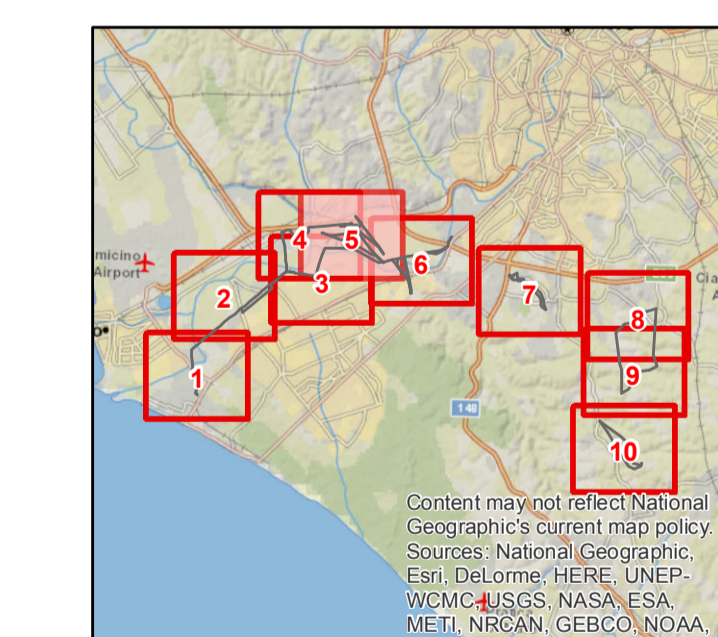 micino
Airport
4
5
6
3
2
7
Cia
A
8
1
9
148
10
Content may not reflect National
Geographic's current map policy.
Sources: National Geographic,
Esri, DeLorme, HERE, UNEP-
WCMC, USGS, NASA, ESA,
METI, NRCAN, GEBCO, NOAA,